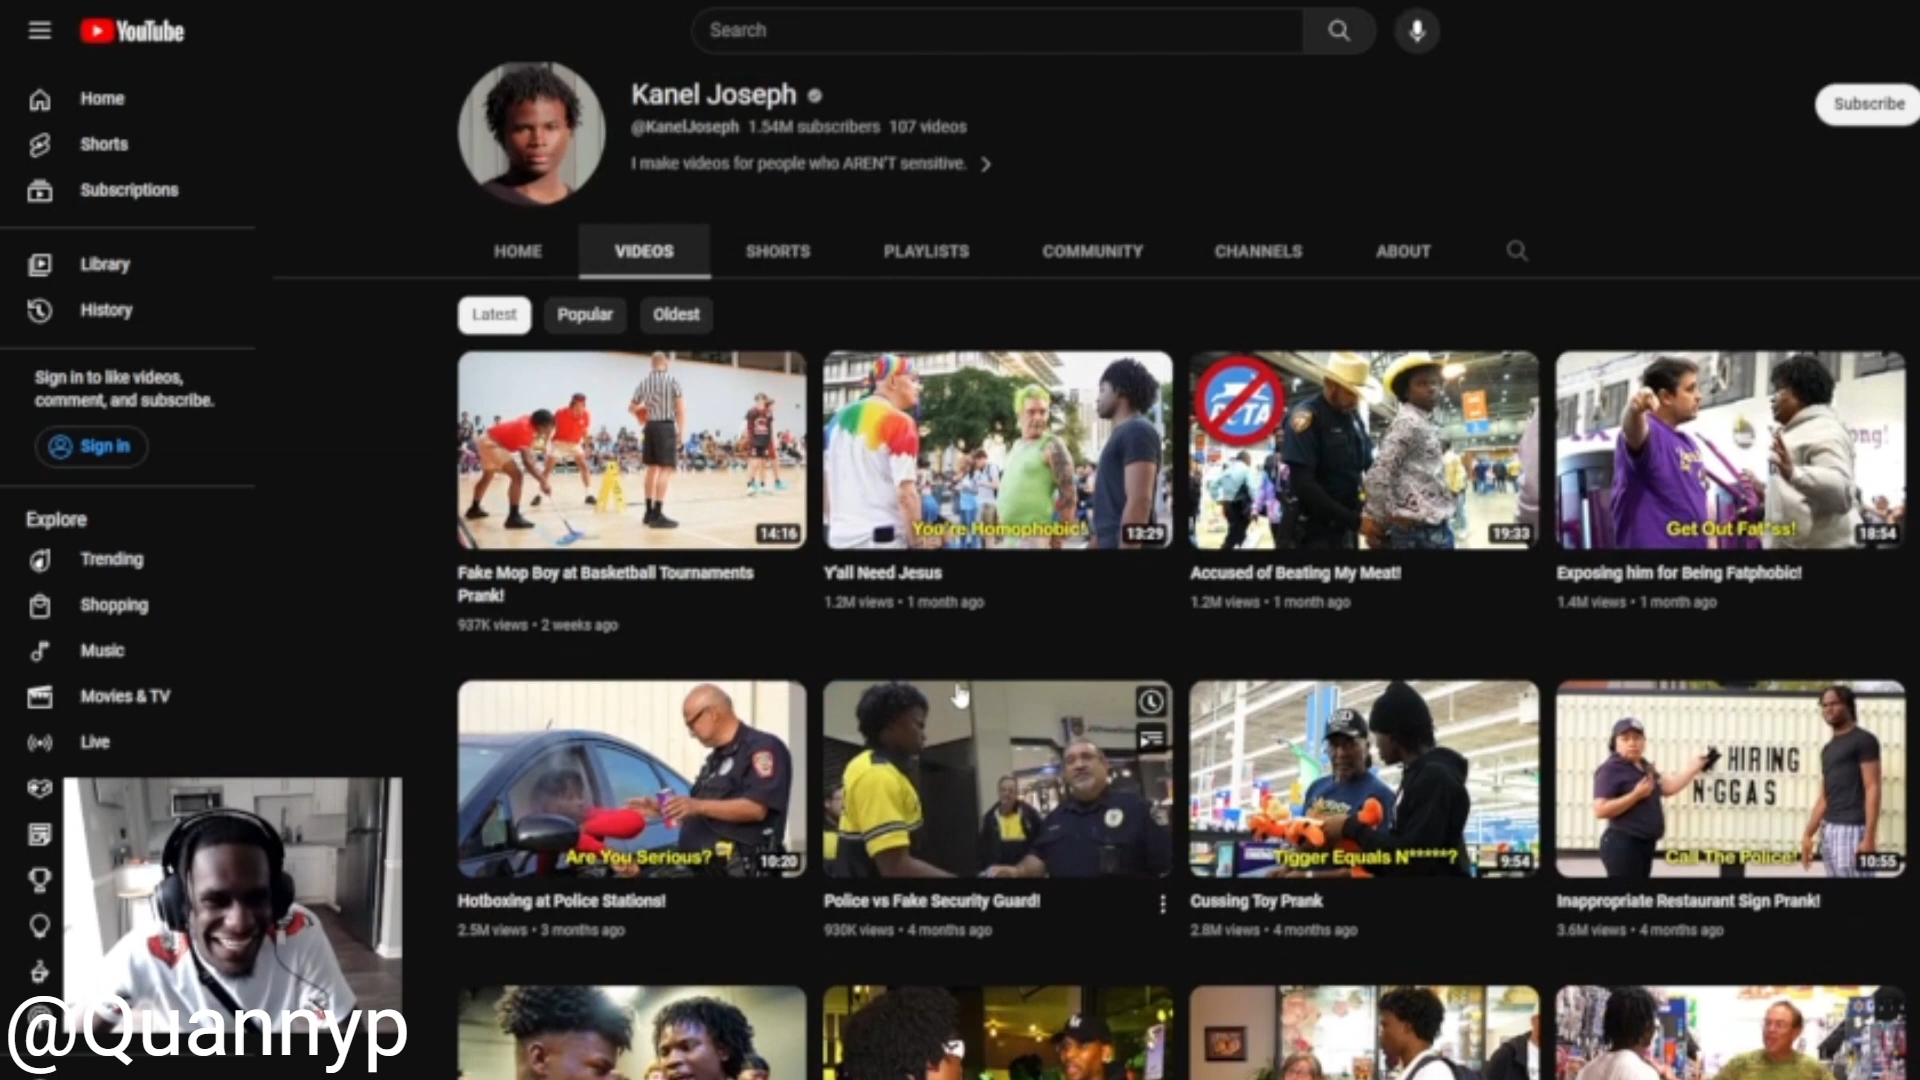 YouTube
Search
Home
Shorts
Subscriptions
Library
History
Sign in to like videos,
comment, and subscribe.
Sign in
Explore
Trending
Shopping
Music
Movies & TV
Live
@Quannyp
Kanel Joseph
@KanelJoseph 1.54M subscribers 107 videos
I make videos for people who AREN'T sensitive.
Subscribe
HOME VIDEOS SHORTS PLAYLISTS COMMUNITY CHANNELS ABOUT
Latest Popular Oldest
14:16
Fake Mop Boy at Basketball Tournaments
Prank!
937K views • 2 weeks ago
You're Homophobic!
13:29
Y'all Need Jesus
1.2M views • 1 month ago
PETA
19:33
Accused of Beating My Meat!
1.2M views • 1 month ago
Get Out Fat*ss!
18:54
Exposing him for Being Fatphobic!
1.4M views • 1 month ago
Are You Serious?
10:20
Hotboxing at Police Stations!
2.5M views • 3 months ago
Police vs Fake Security Guard!
930K views • 4 months ago
Tigger Equals N******?
9:54
Cussing Toy Prank
2.8M views • 4 months ago
HIRING
N·GGAS
Call The Police!
10:55
Inappropriate Restaurant Sign Prank!
3.6M views • 4 months ago